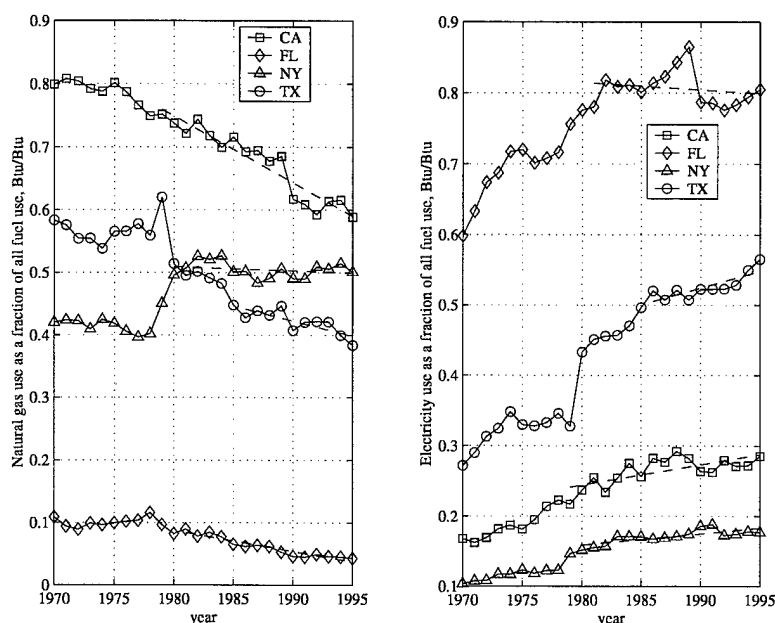 Natural gas use as a fraction of all fuel use, Btu/Btu
0.9
0.8
0.7
0.6
0.5
0.4
0.3
0.2
0.1
0
CA
FL
NY
TX
1970
1975
1980
1985
1990
1995
year
Electricity use as a fraction of all fuel use, Btu/Btu
0.9
0.8
0.7
0.6
0.5
0.4
0.3
0.2
0.1
CA
FL
NY
TX
1970
1975
1980
1985
1990
1995
year